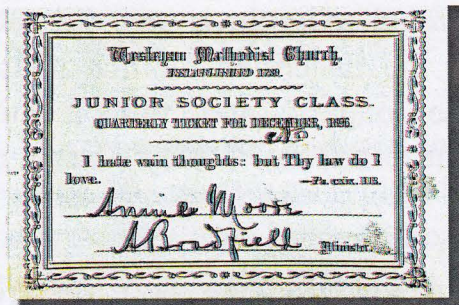 Wesleyan Methodist Church.
ESTABLISHED 1739.
JUNIOR SOCIETY CLASS.
QUARTERLY TICKET FOR DECEMBER, 1896.
I hate vain thoughts: but Thy law do I
love. —Ps. cxix. 113.
Annie Moore
A Bradfield Minister.